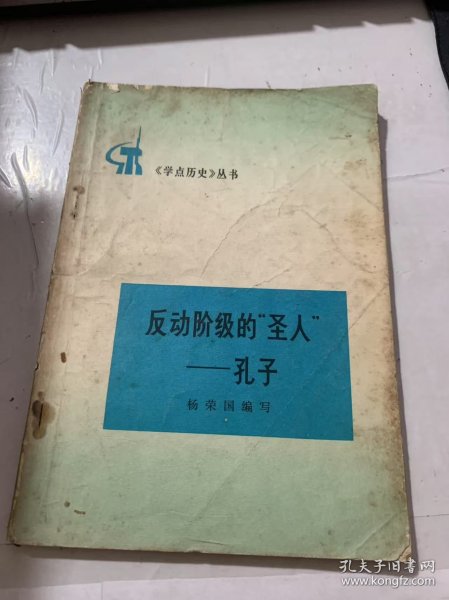 《学点历史》丛书
反动阶级的“圣人”
——孔子
杨荣国编写
孔夫子旧书网
www.kongfz.com